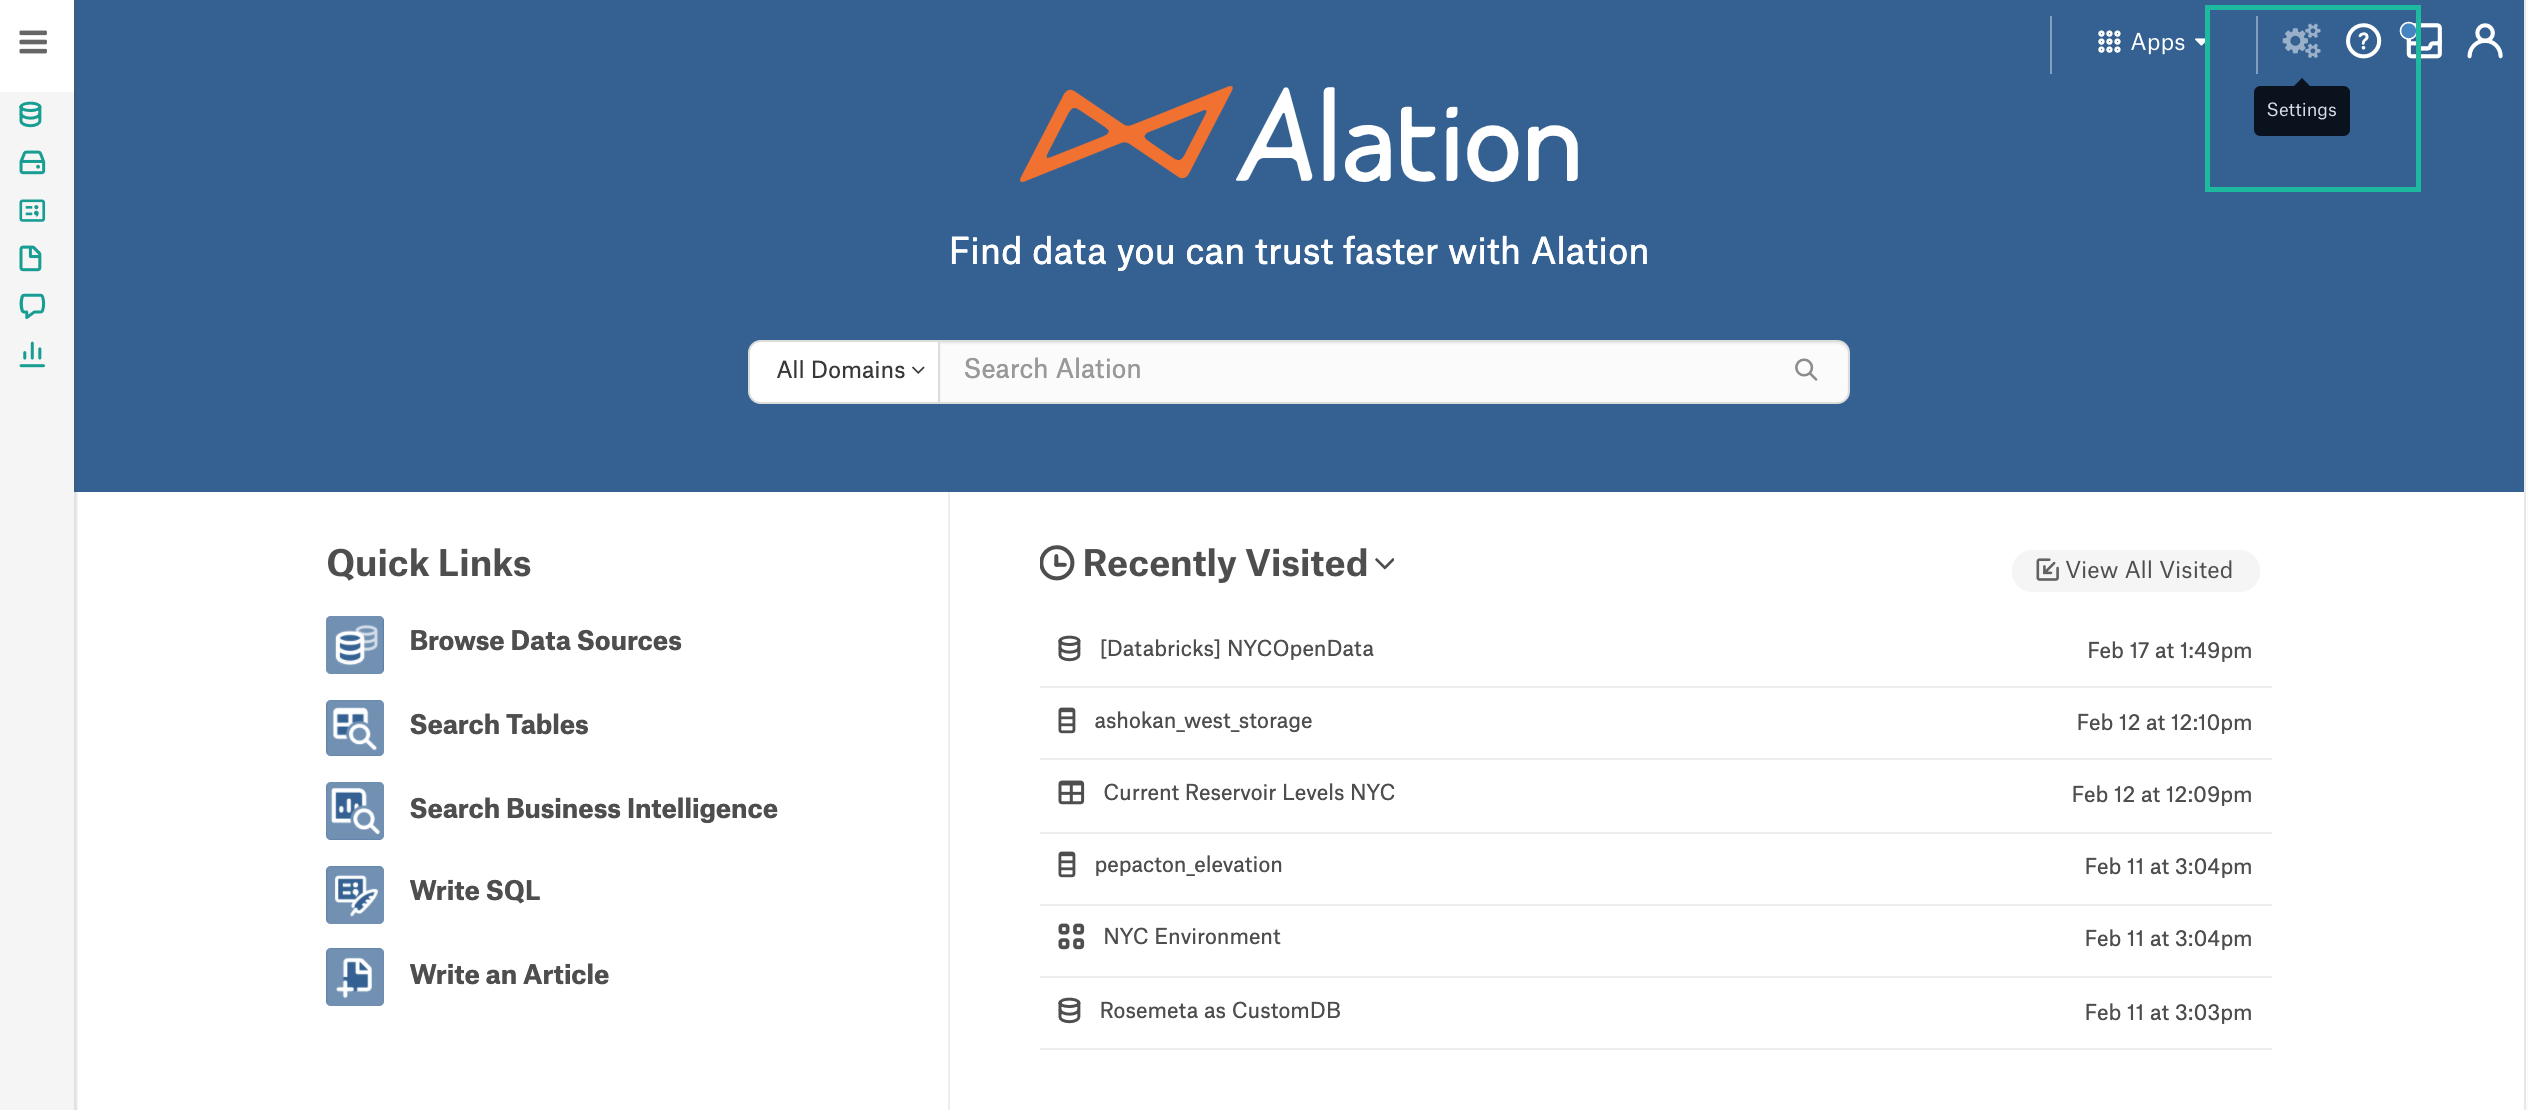 Apps
Settings
Alation
Find data you can trust faster with Alation
All Domains
Search Alation
Quick Links
Browse Data Sources
Search Tables
Search Business Intelligence
Write SQL
Write an Article
Recently Visited
View All Visited
[Databricks] NYCOpenData
Feb 17 at 1:49pm
ashokan_west_storage
Feb 12 at 12:10pm
Current Reservoir Levels NYC
Feb 12 at 12:09pm
pepacton_elevation
Feb 11 at 3:04pm
NYC Environment
Feb 11 at 3:04pm
Rosemeta as CustomDB
Feb 11 at 3:03pm